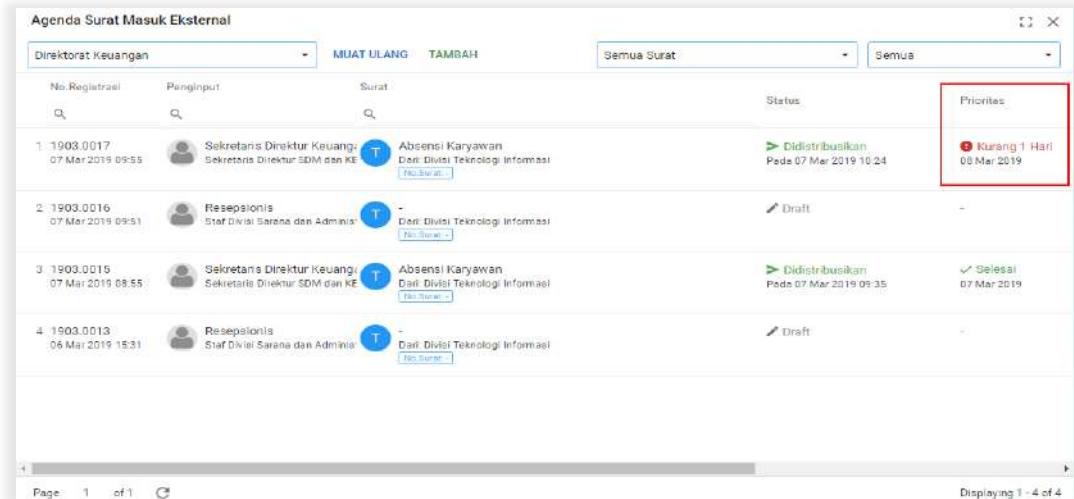 Agenda Surat Masuk Eksternal
Direktorat Keuangan
MUAT ULANG
TAMBAH
Semua Surat
Semua
No.Registrasi
Penginput
Surat
Status
Prioritas
1 1903.0017
07 Mar 2019 09:55
Sekretaris Direktur Keuang
Sekretaris Direktur SDM dan KE
T
Absensi Karyawan
Dari: Divisi Teknologi Informasi
No.Surat -
Didistribusikan
Pada 07 Mar 2019 10:24
Kurang 1 Hari
08 Mar 2019
2 1903.0016
07 Mar 2019 09:51
Resepsionis
Staf Divisi Sarana dan Adminis
T
-
Dari: Divisi Teknologi Informasi
No.Surat -
Draft
-
3 1903.0015
07 Mar 2019 08:55
Sekretaris Direktur Keuang
Sekretaris Direktur SDM dan KE
T
Absensi Karyawan
Dari: Divisi Teknologi Informasi
No.Surat -
Didistribusikan
Pada 07 Mar 2019 09:35
Selesai
07 Mar 2019
4 1903.0013
06 Mar 2019 15:31
Resepsionis
Staf Divisi Sarana dan Adminis
T
-
Dari: Divisi Teknologi Informasi
No.Surat -
Draft
-
Page 1 of 1
Displaying 1 - 4 of 4